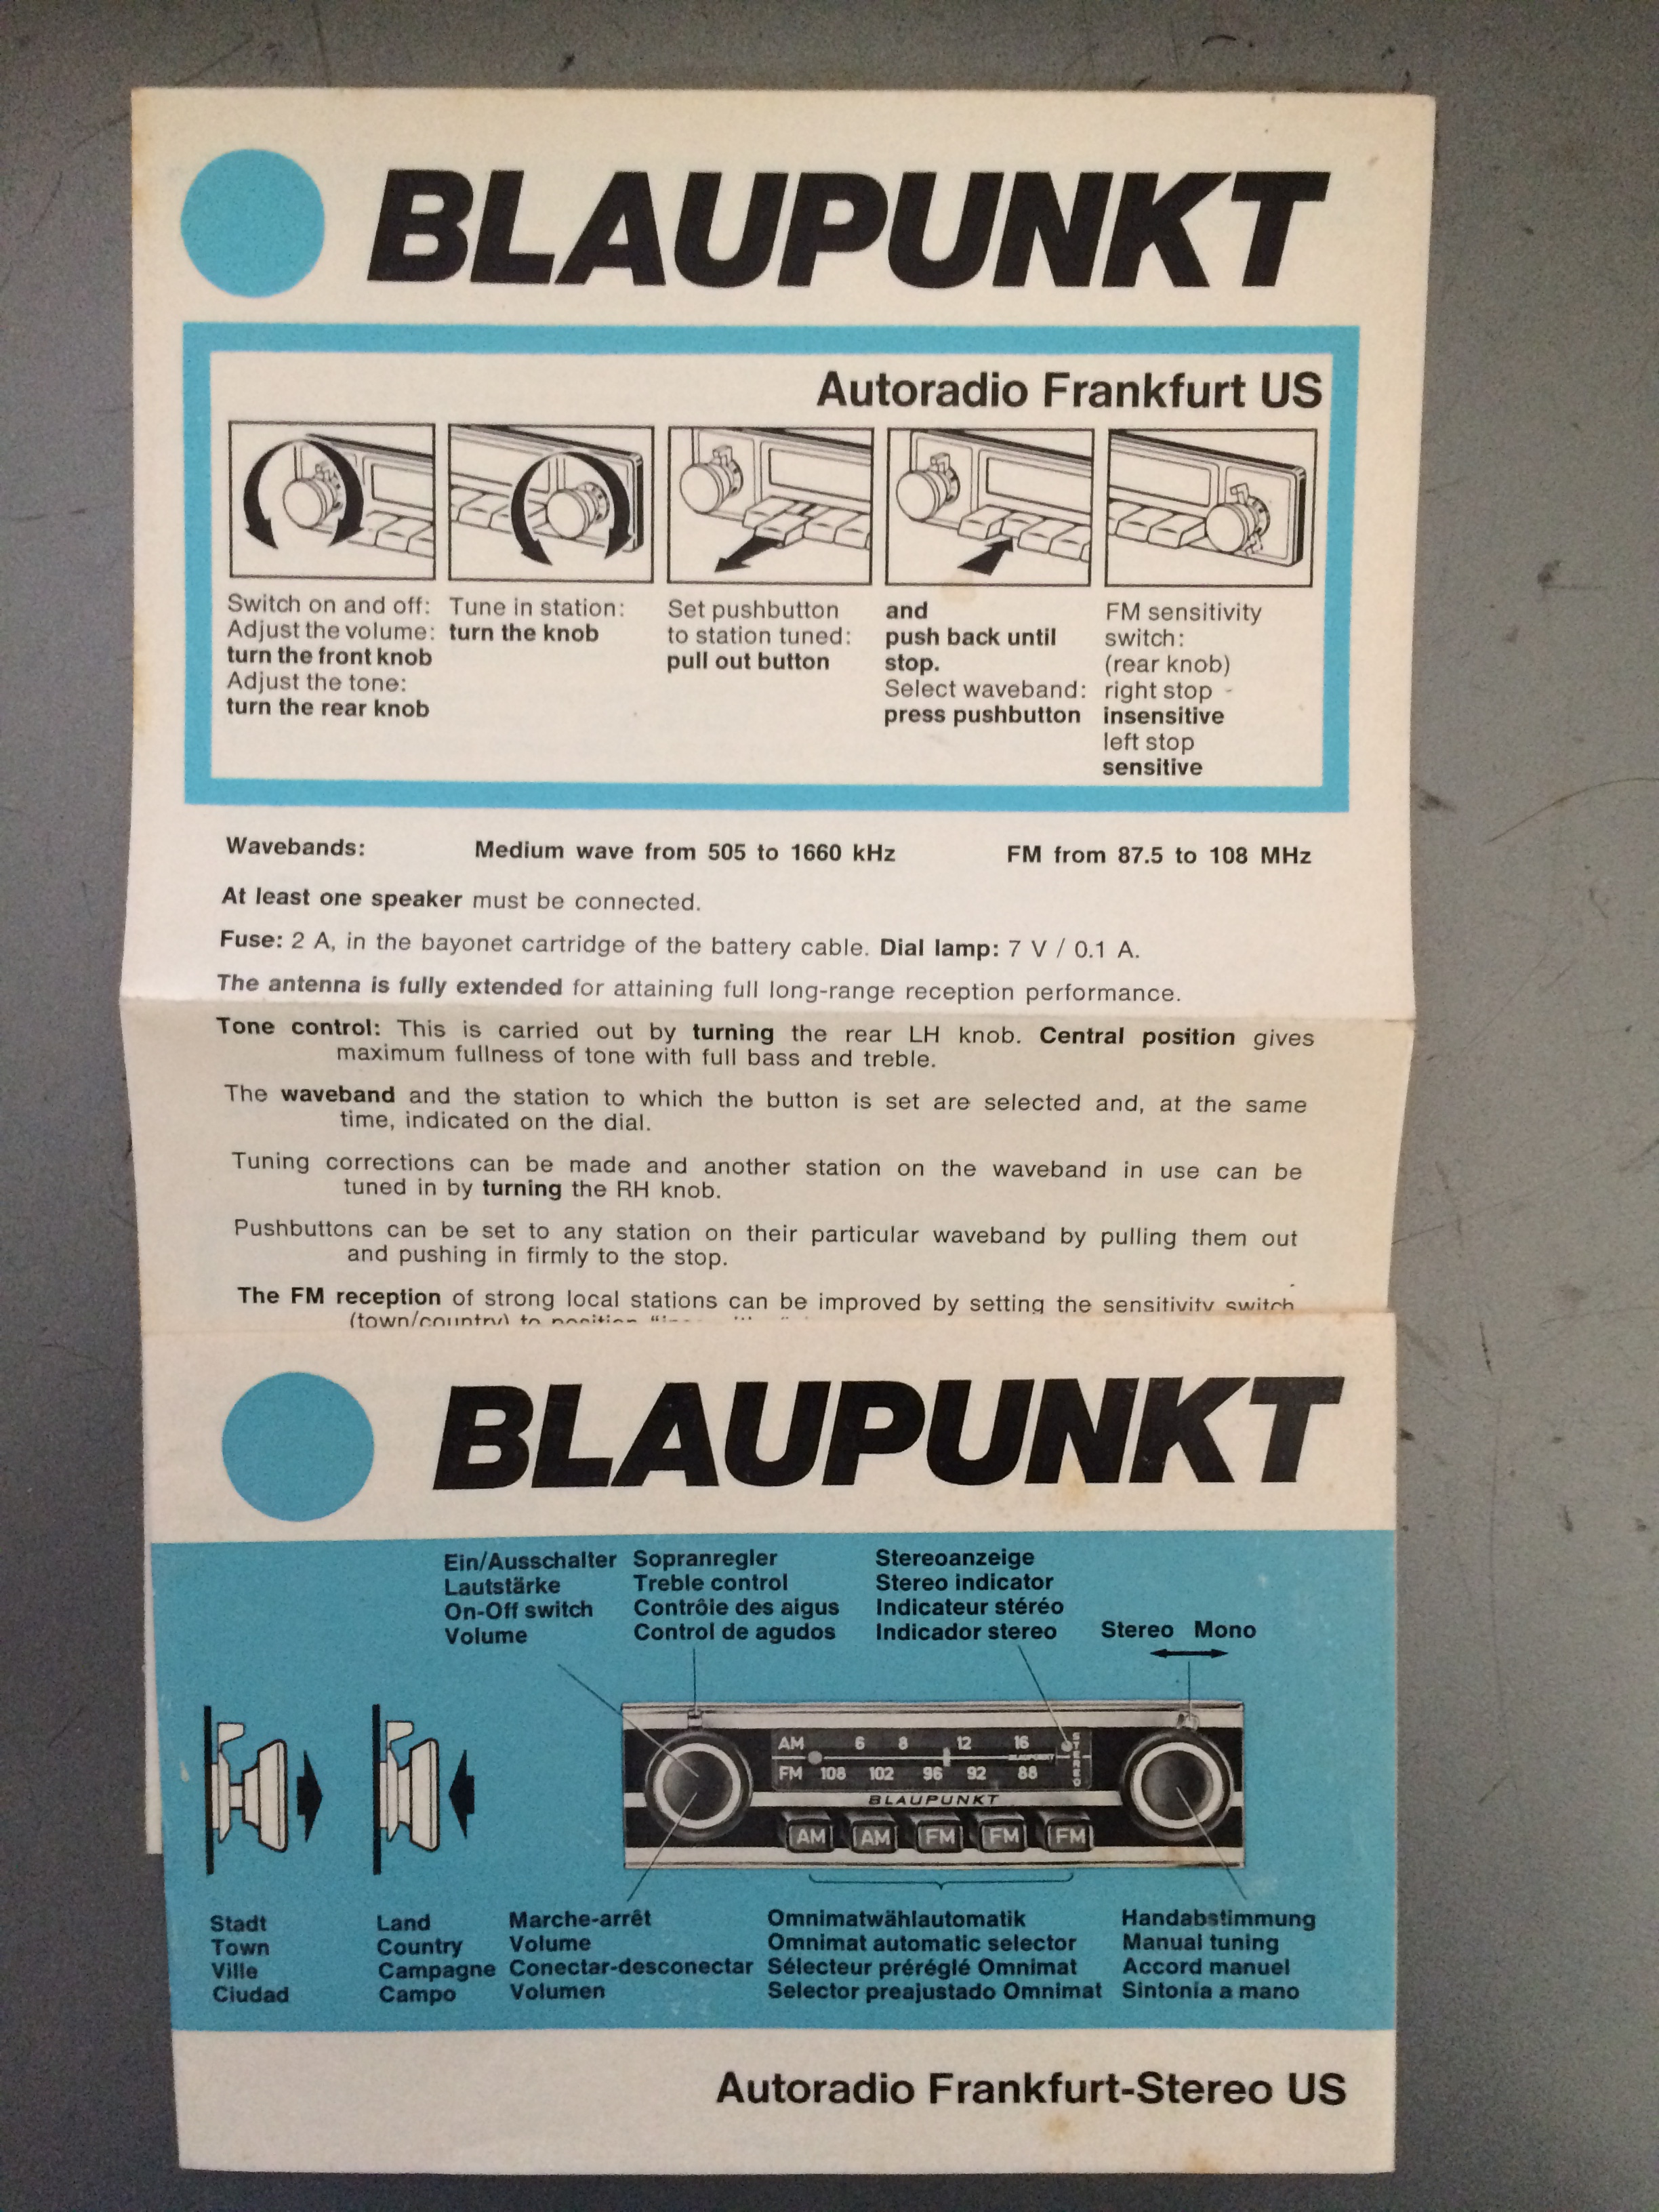 BLAUPUNKT
Autoradio Frankfurt US
Switch on and off:
Adjust the volume:
turn the front knob
Adjust the tone:
turn the rear knob
Tune in station:
turn the knob
Set pushbutton
to station tuned:
pull out button
and
push back until
stop.
Select waveband:
press pushbutton
FM sensitivity
switch:
(rear knob)
right stop -
insensitive
left stop
sensitive
Wavebands: Medium wave from 505 to 1660 kHz FM from 87.5 to 108 MHz
At least one speaker must be connected.
Fuse: 2 A, in the bayonet cartridge of the battery cable. Dial lamp: 7 V / 0.1 A.
The antenna is fully extended for attaining full long-range reception performance.
Tone control: This is carried out by turning the rear LH knob. Central position gives
maximum fullness of tone with full bass and treble.
The waveband and the station to which the button is set are selected and, at the same
time, indicated on the dial.
Tuning corrections can be made and another station on the waveband in use can be
tuned in by turning the RH knob.
Pushbuttons can be set to any station on their particular waveband by pulling them out
and pushing in firmly to the stop.
The FM reception of strong local stations can be improved by setting the sensitivity switch
(town/country) to position
BLAUPUNKT
Ein/Ausschalter
Lautstärke
On-Off switch
Volume
Sopranregler
Treble control
Contrôle des aigus
Control de agudos
Stereoanzeige
Stereo indicator
Indicateur stéréo
Indicador stereo
Stereo Mono
AM 6 8 12 16
BLAUPUNKT
FM 108 102 96 92 88
STEREO
BLAUPUNKT
AM AM FM FM FM
Stadt
Town
Ville
Ciudad
Land
Country
Campagne
Campo
Marche-arrêt
Volume
Conectar-desconectar
Volumen
Omnimatwählautomatik
Omnimat automatic selector
Sélecteur préréglé Omnimat
Selector preajustado Omnimat
Handabstimmung
Manual tuning
Accord manuel
Sintonia a mano
Autoradio Frankfurt-Stereo US